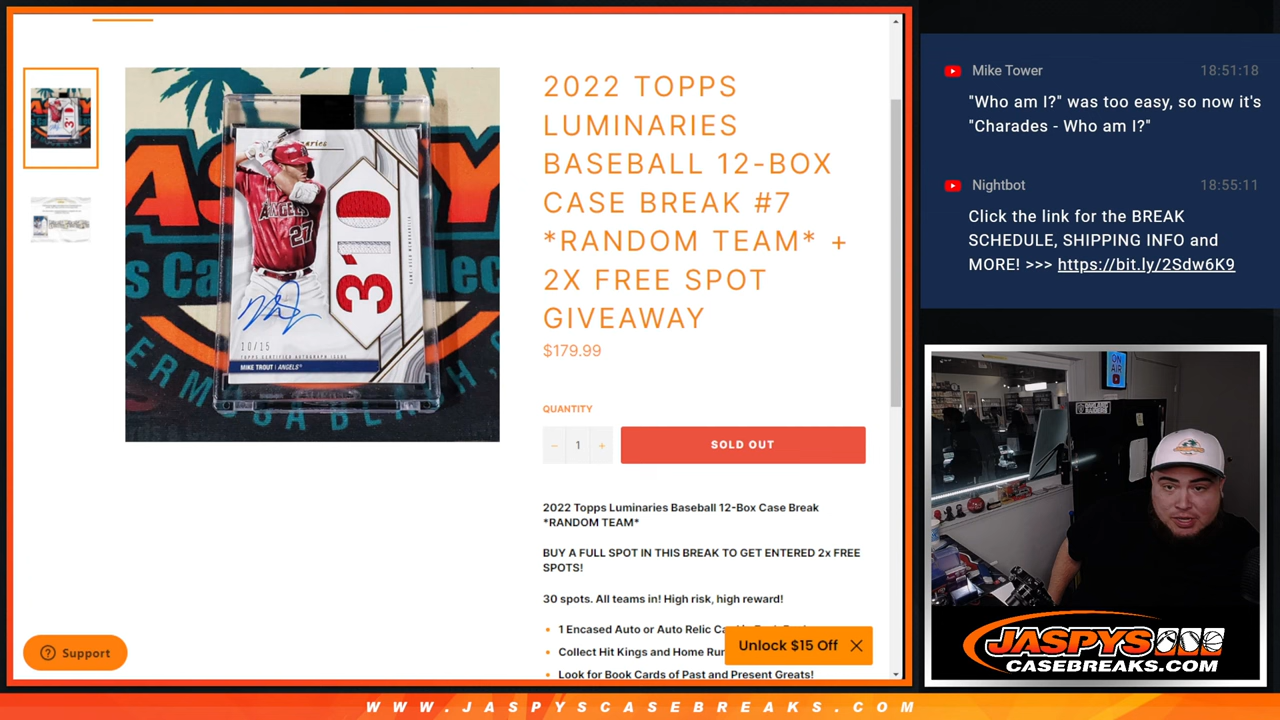 2022 TOPPS
LUMINARIES
BASEBALL 12-BOX
CASE BREAK #7
*RANDOM TEAM* +
2X FREE SPOT
GIVEAWAY
$179.99
QUANTITY
− 1 +
SOLD OUT
2022 Topps Luminaries Baseball 12-Box Case Break
*RANDOM TEAM*
BUY A FULL SPOT IN THIS BREAK TO GET ENTERED 2x FREE
SPOTS!
30 spots. All teams in! High risk, high reward!
• 1 Encased Auto or Auto Relic
• Collect Hit Kings and Home
• Look for Book Cards of Past and Present Greats!
Unlock $15 Off
Support
ANGELS
27
310
10/15
TOPPS CERTIFIED AUTOGRAPH ISSUE
MIKE TROUT | ANGELS
Mike Tower 18:51:18
"Who am I?" was too easy, so now it's
"Charades - Who am I?"
Nightbot 18:55:11
Click the link for the BREAK
SCHEDULE, SHIPPING INFO and
MORE! >>> https://bit.ly/2Sdw6K9
ON
AIR
JASPYS
CASEBREAKS.COM
WWW.JASPYSCASEBREAKS.COM